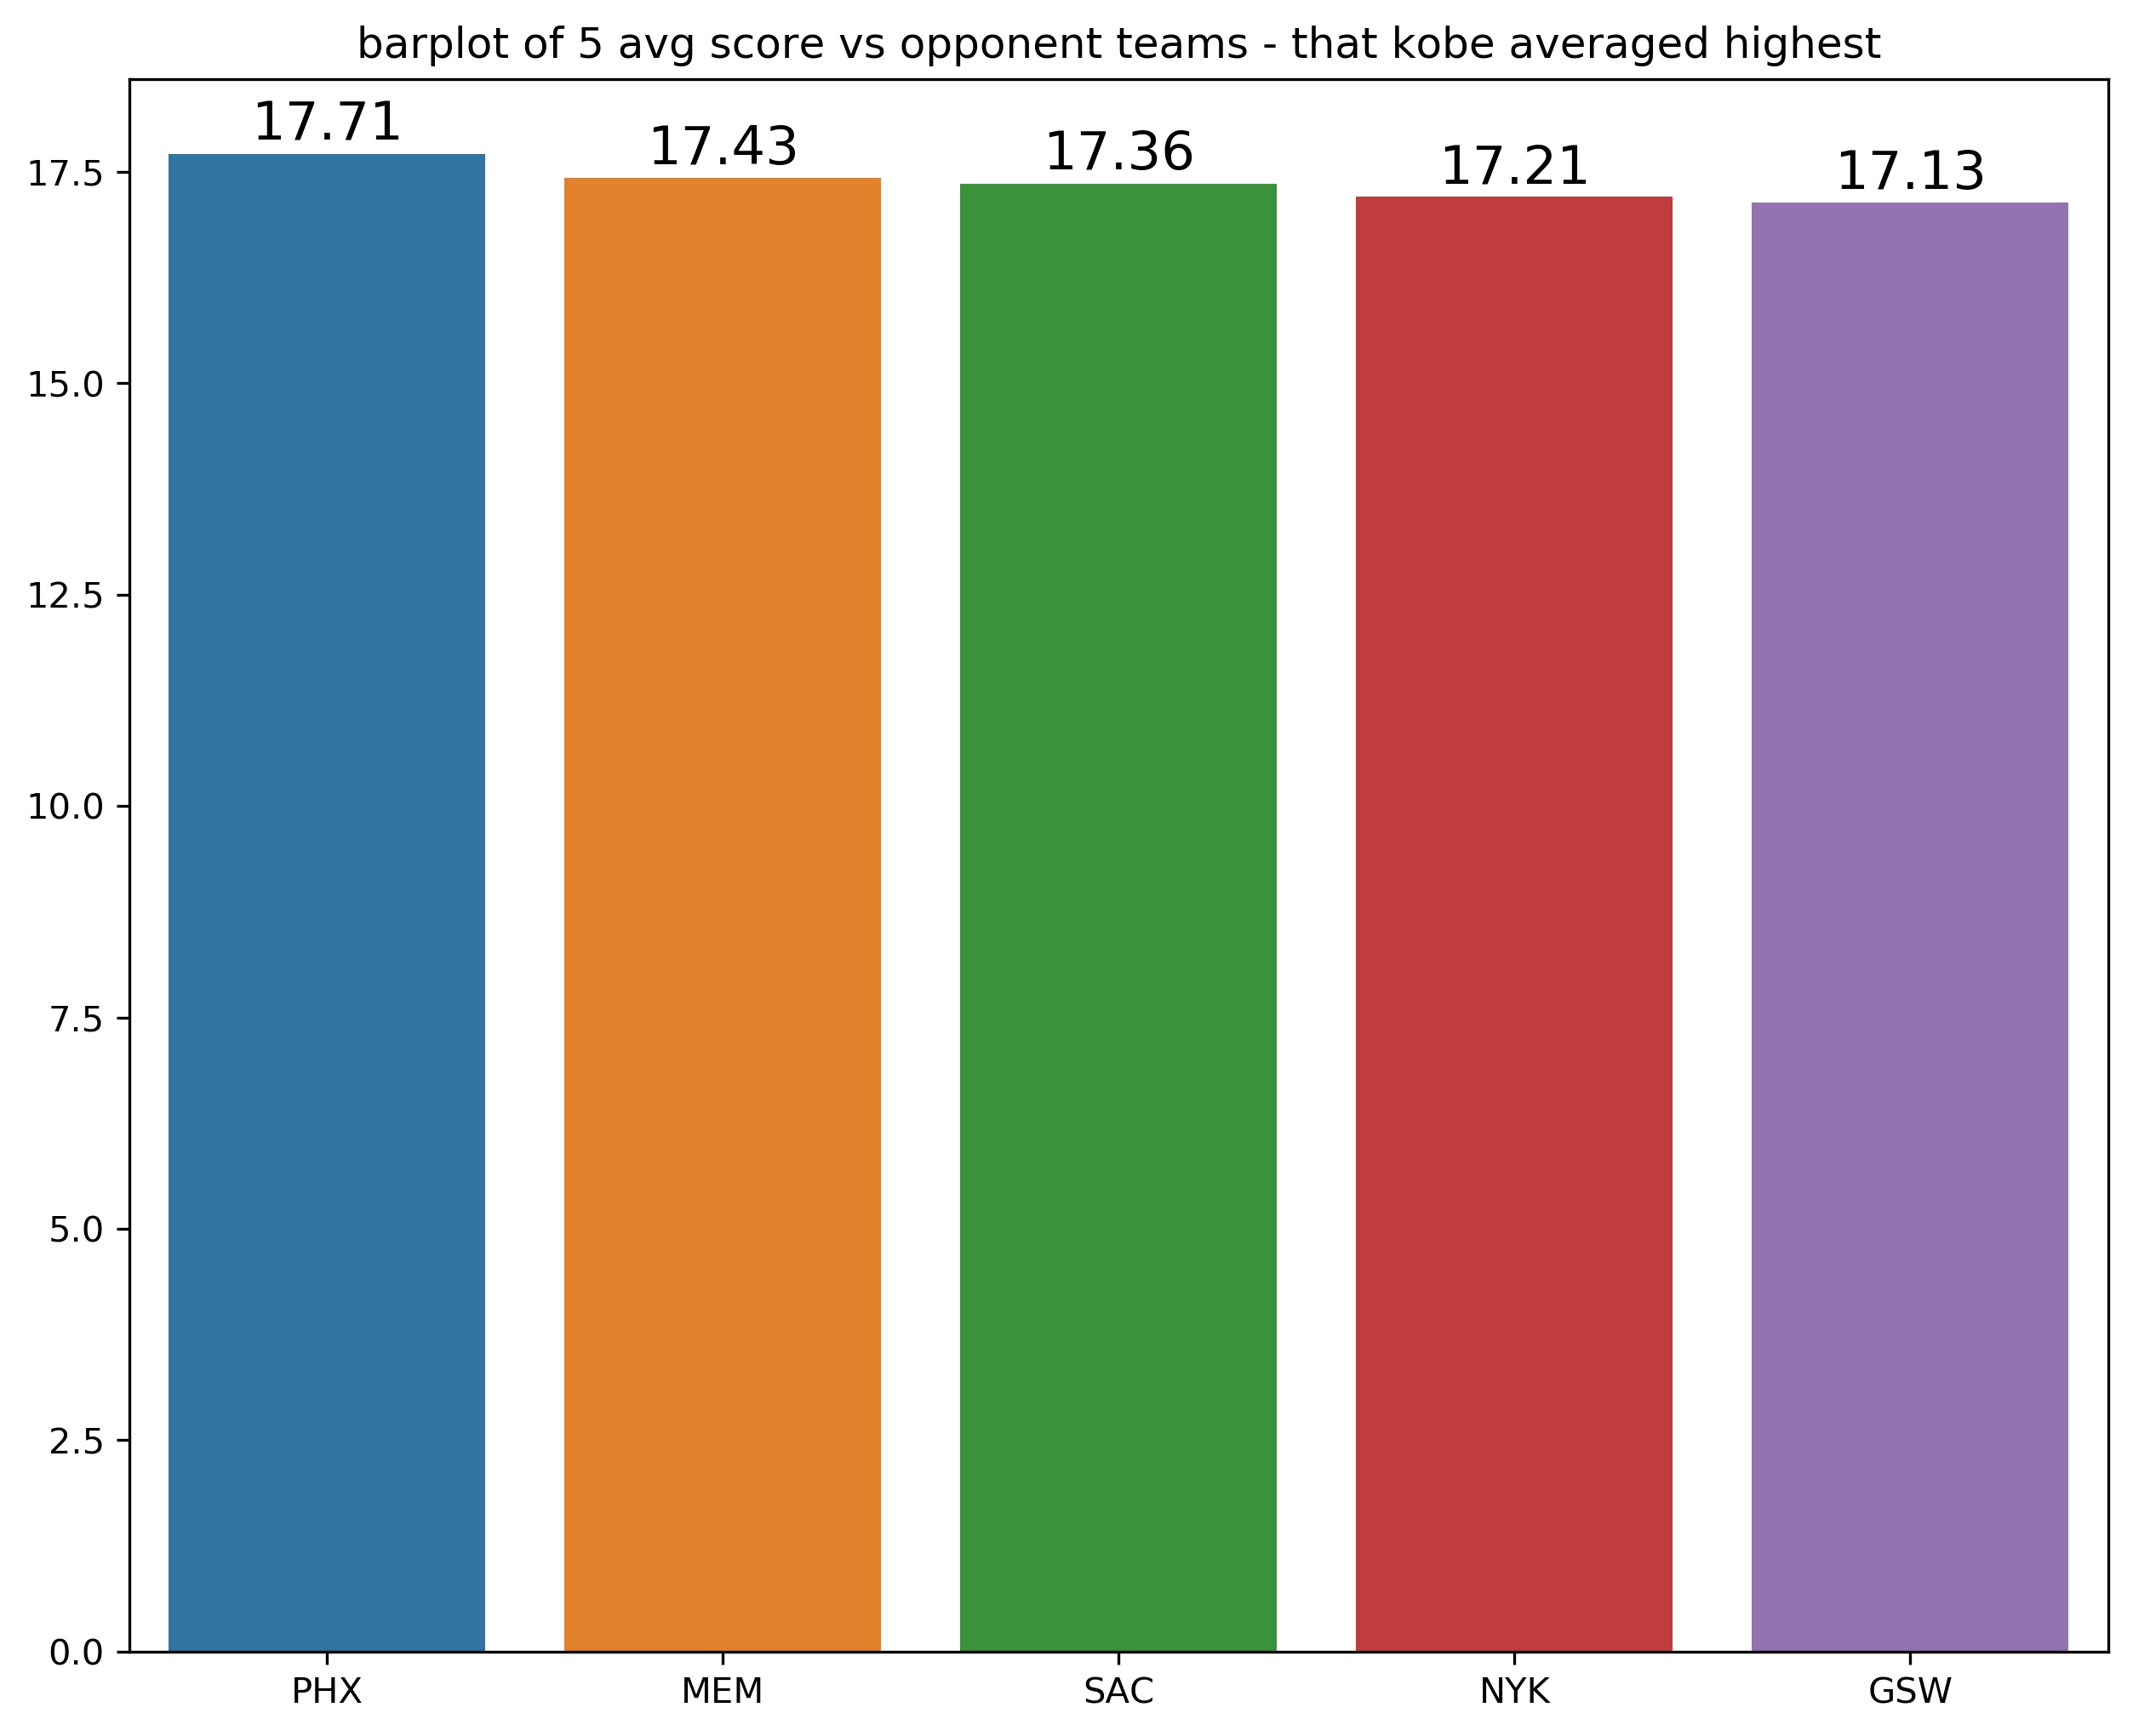 barplot of 5 avg score vs opponent teams - that kobe averaged highest
17.71
17.43
17.36
17.21
17.13
17.5
15.0
12.5
10.0
7.5
5.0
2.5
0.0
PHX
MEM
SAC
NYK
GSW